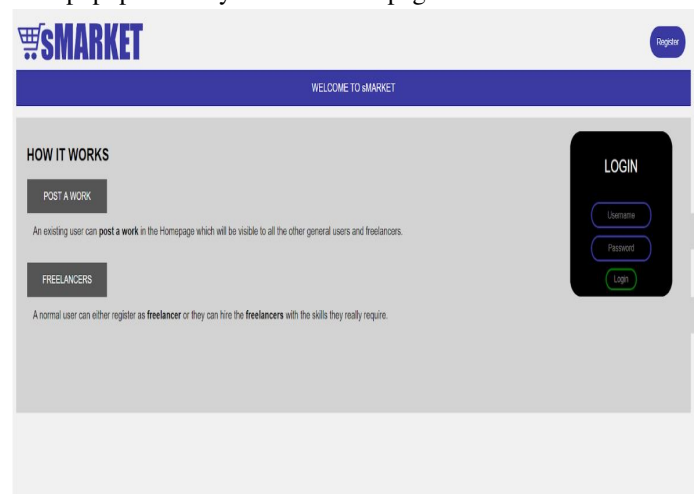 sMARKET
Register
WELCOME TO sMARKET
HOW IT WORKS
POST A WORK
An existing user can post a work in the Homepage which will be visible to all the other general users and freelancers.
FREELANCERS
A normal user can either register as freelancer or they can hire the freelancers with the skills they really require.
LOGIN
Username
Password
Login